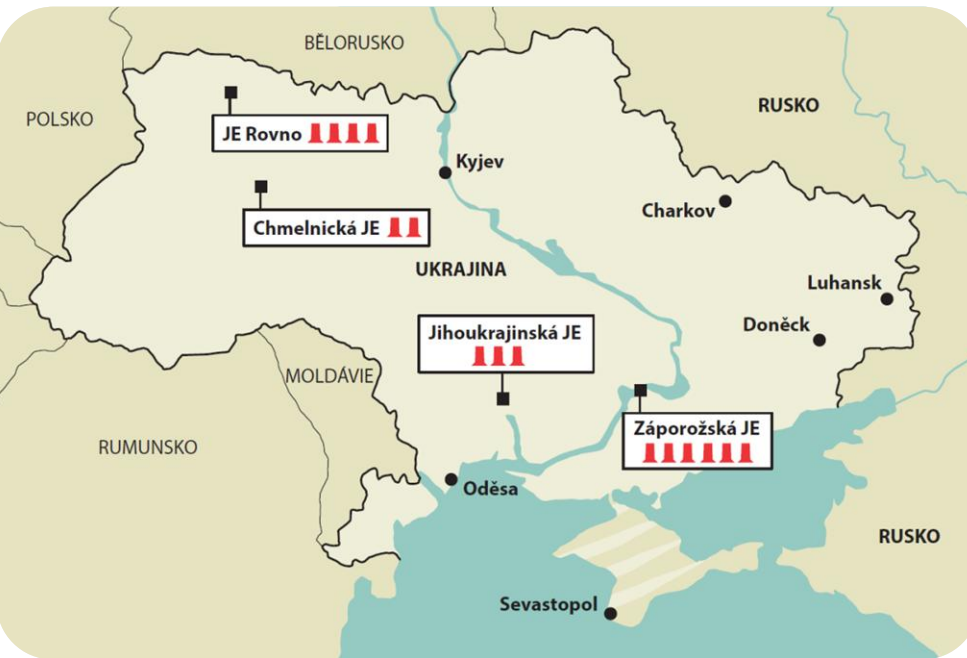 BĚLORUSKO
POLSKO
RUSKO
JE Rovno
Kyjev
Charkov
Chmelnická JE
UKRAJINA
Luhansk
Jihoukrajinská JE
Doněck
MOLDÁVIE
Záporožská JE
RUMUNSKO
Oděsa
RUSKO
Sevastopol